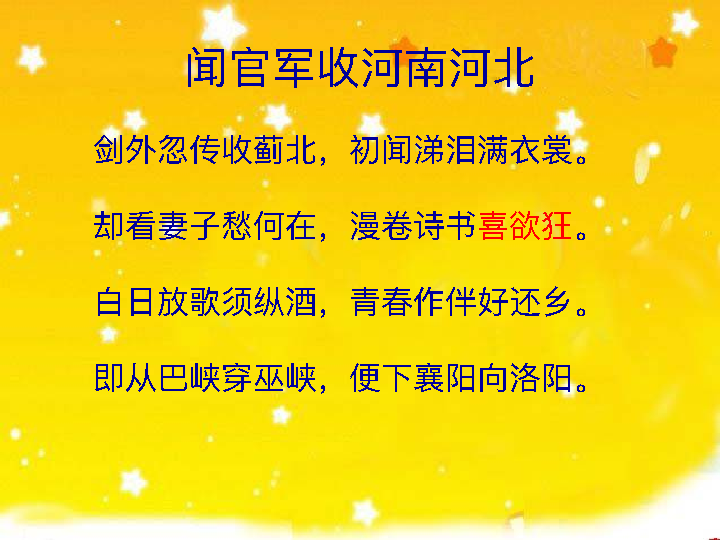 闻官军收河南河北
剑外忽传收蓟北，初闻涕泪满衣裳。
却看妻子愁何在，漫卷诗书喜欲狂。
白日放歌须纵酒，青春作伴好还乡。
即从巴峡穿巫峡，便下襄阳向洛阳。